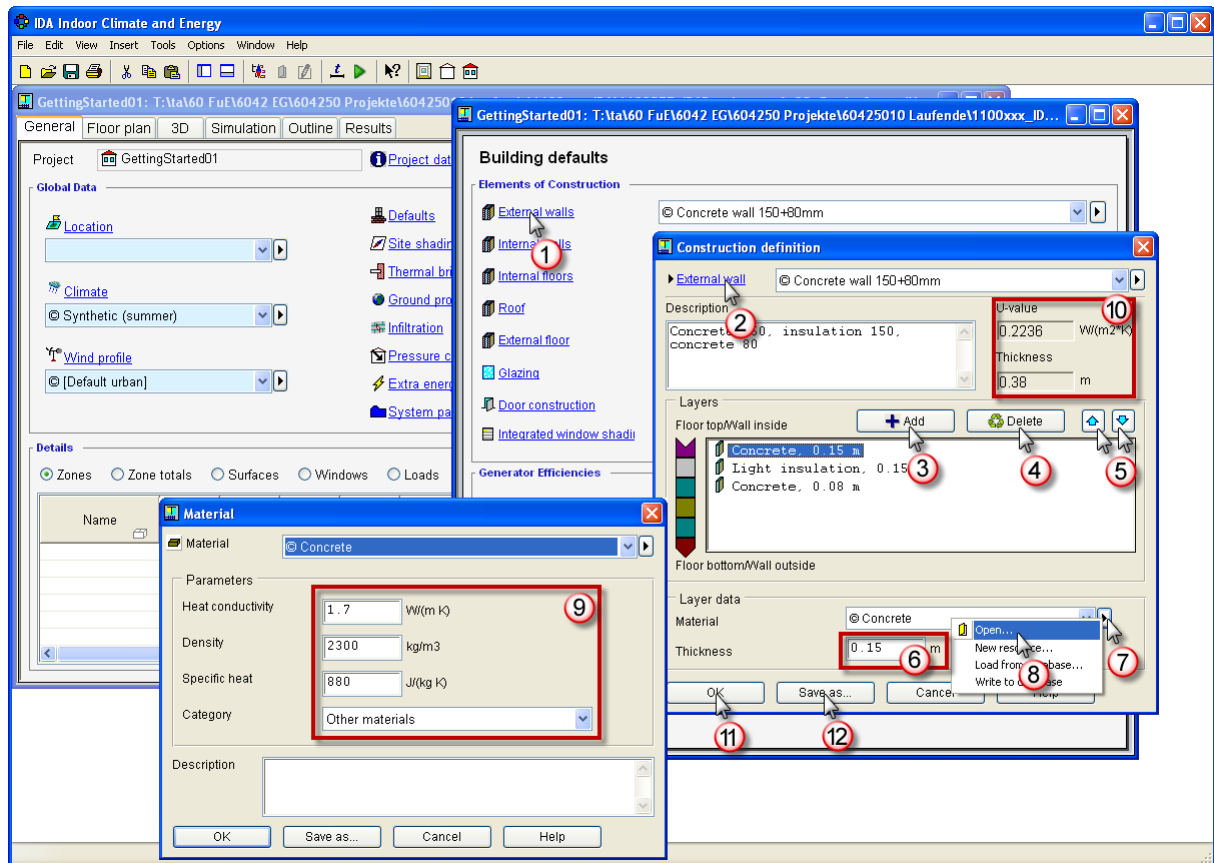 IDA Indoor Climate and Energy
File Edit View Insert Tools Options Window Help
GettingStarted01: T:\ta\60 FuE\6042 EG\604250 Projekte\604250
General Floor plan 3D Simulation Outline Results
Project GettingStarted01 Project dat
Global Data
Location
Defaults
Site shadin
Thermal bri
Climate
© Synthetic (summer)
Ground pro
Infiltration
Wind profile
© [Default urban]
Pressure c
Extra energ
System pa
Details
Zones Zone totals Surfaces Windows Loads
Name
GettingStarted01: T:\ta\60 FuE\6042 EG\604250 Projekte\60425010 Laufende\1100xxx_ID...
Building defaults
Elements of Construction
External walls © Concrete wall 150+80mm
1
Internal floors
Roof
External floor
Glazing
Door construction
Integrated window shadin
Generator Efficiencies
Construction definition
External wall © Concrete wall 150+80mm
2
Description
Concrete 150, insulation 150,
concrete 80
U-value
10
0.2236 W/(m2*K)
Thickness
0.38 m
Layers
Floor top/Wall inside
Add Delete
3
4
5
Concrete, 0.15 m
Light insulation, 0.15
Concrete, 0.08 m
Floor bottom/Wall outside
Layer data
Material © Concrete
Thickness 0.15 m
6
7
Open...
New resource...
8
Load from database...
Write to database
OK Save as... Cancel Help
11
12
Material
Material © Concrete
Parameters
9
Heat conductivity 1.7 W/(m K)
Density 2300 kg/m3
Specific heat 880 J/(kg K)
Category Other materials
Description
OK Save as... Cancel Help